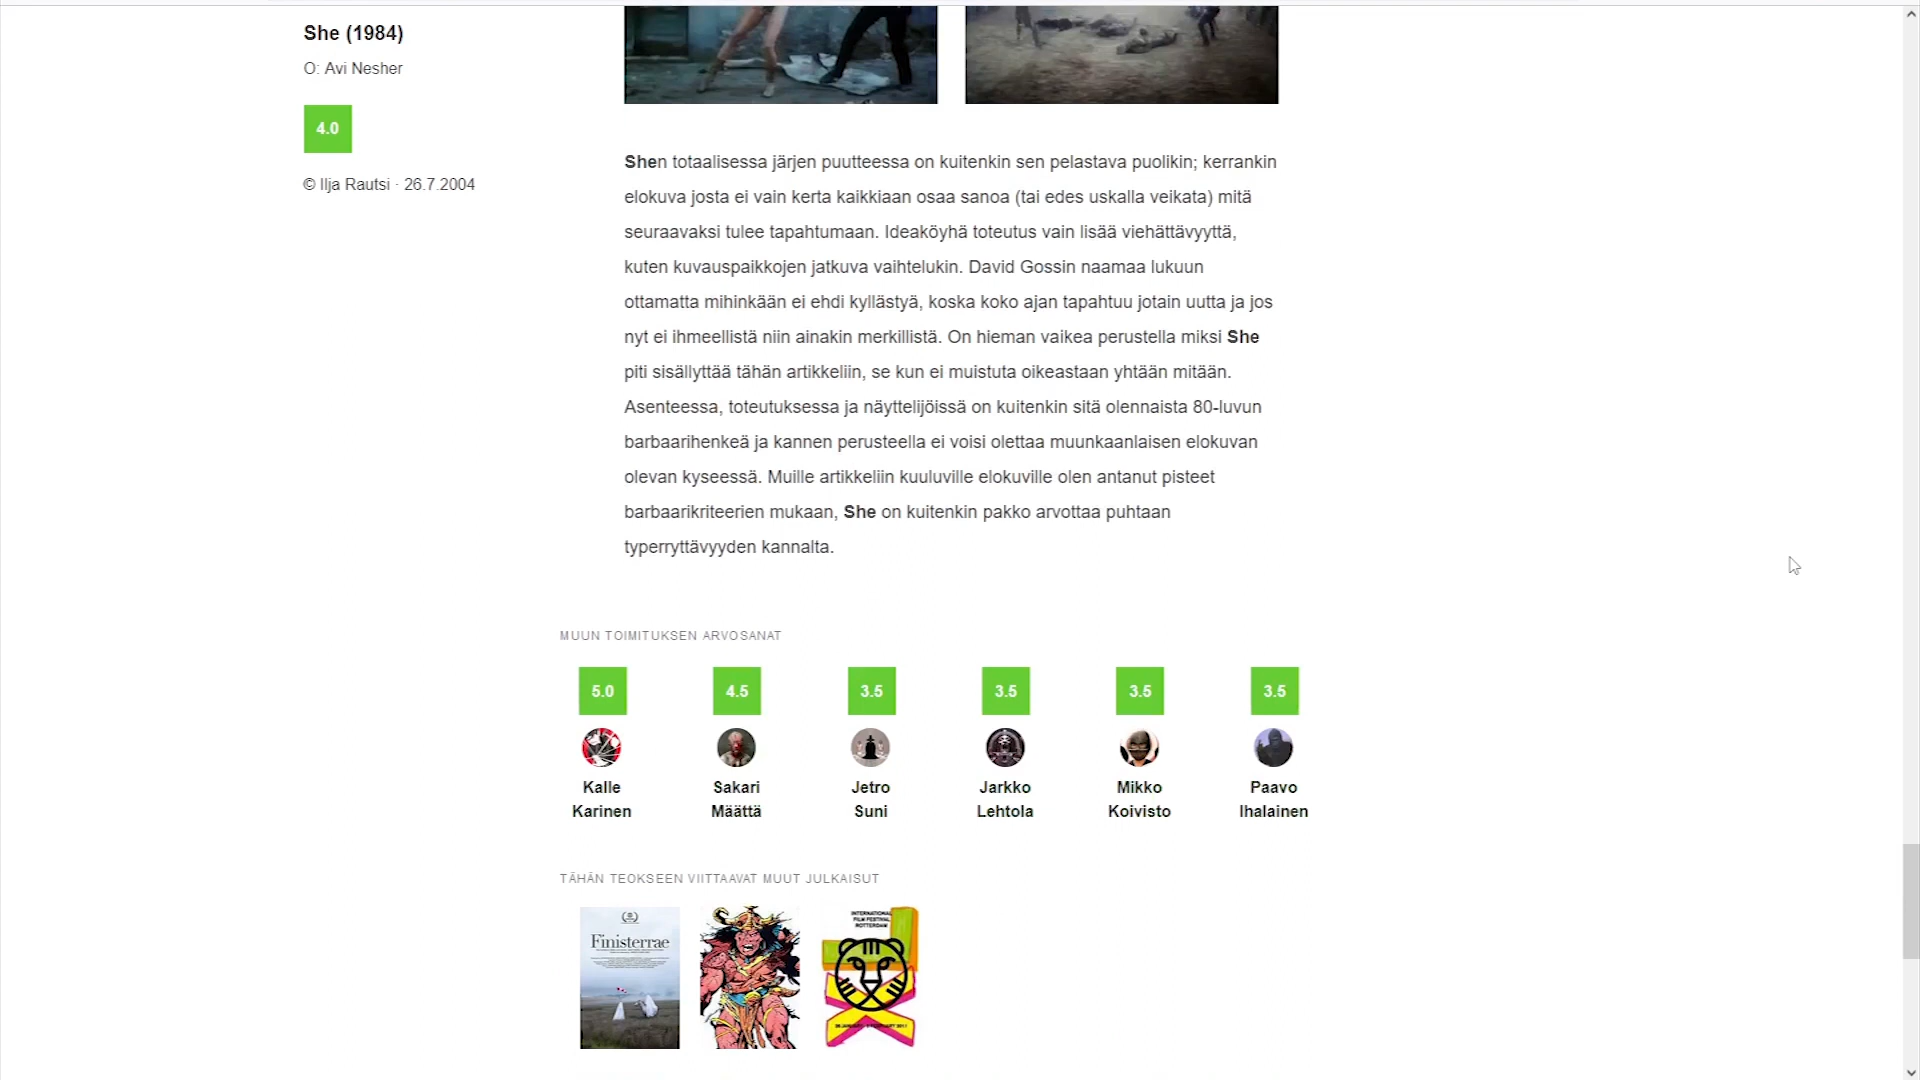 She (1984)
O: Avi Nesher
4.0
© Ilja Rautsi · 26.7.2004
Shen totaalisessa järjen puutteessa on kuitenkin sen pelastava puolikin; kerrankin
elokuva josta ei vain kerta kaikkiaan osaa sanoa (tai edes uskalla veikata) mitä
seuraavaksi tulee tapahtumaan. Ideaköyhä toteutus vain lisää viehättävyyttä,
kuten kuvauspaikkojen jatkuva vaihtelukin. David Gossin naamaa lukuun
ottamatta mihinkään ei ehdi kyllästyä, koska koko ajan tapahtuu jotain uutta ja jos
nyt ei ihmeellistä niin ainakin merkillistä. On hieman vaikea perustella miksi She
piti sisällyttää tähän artikkeliin, se kun ei muistuta oikeastaan yhtään mitään.
Asenteessa, toteutuksessa ja näyttelijöissä on kuitenkin sitä olennaista 80-luvun
barbaarihenkeä ja kannen perusteella ei voisi olettaa muunkaanlaisen elokuvan
olevan kyseessä. Muille artikkeliin kuuluville elokuville olen antanut pisteet
barbaarikriteerien mukaan, She on kuitenkin pakko arvottaa puhtaan
typerryttävyyden kannalta.
MUUN TOIMITUKSEN ARVOSANAT
5.0 4.5 3.5 3.5 3.5 3.5
Kalle Karinen
Sakari Määttä
Jetro Suni
Jarkko Lehtola
Mikko Koivisto
Paavo Ihalainen
TÄHÄN TEOKSEEN VIITTAAVAT MUUT JULKAISUT
Finisterrae
INTERNATIONAL
FILM FESTIVAL
ROTTERDAM